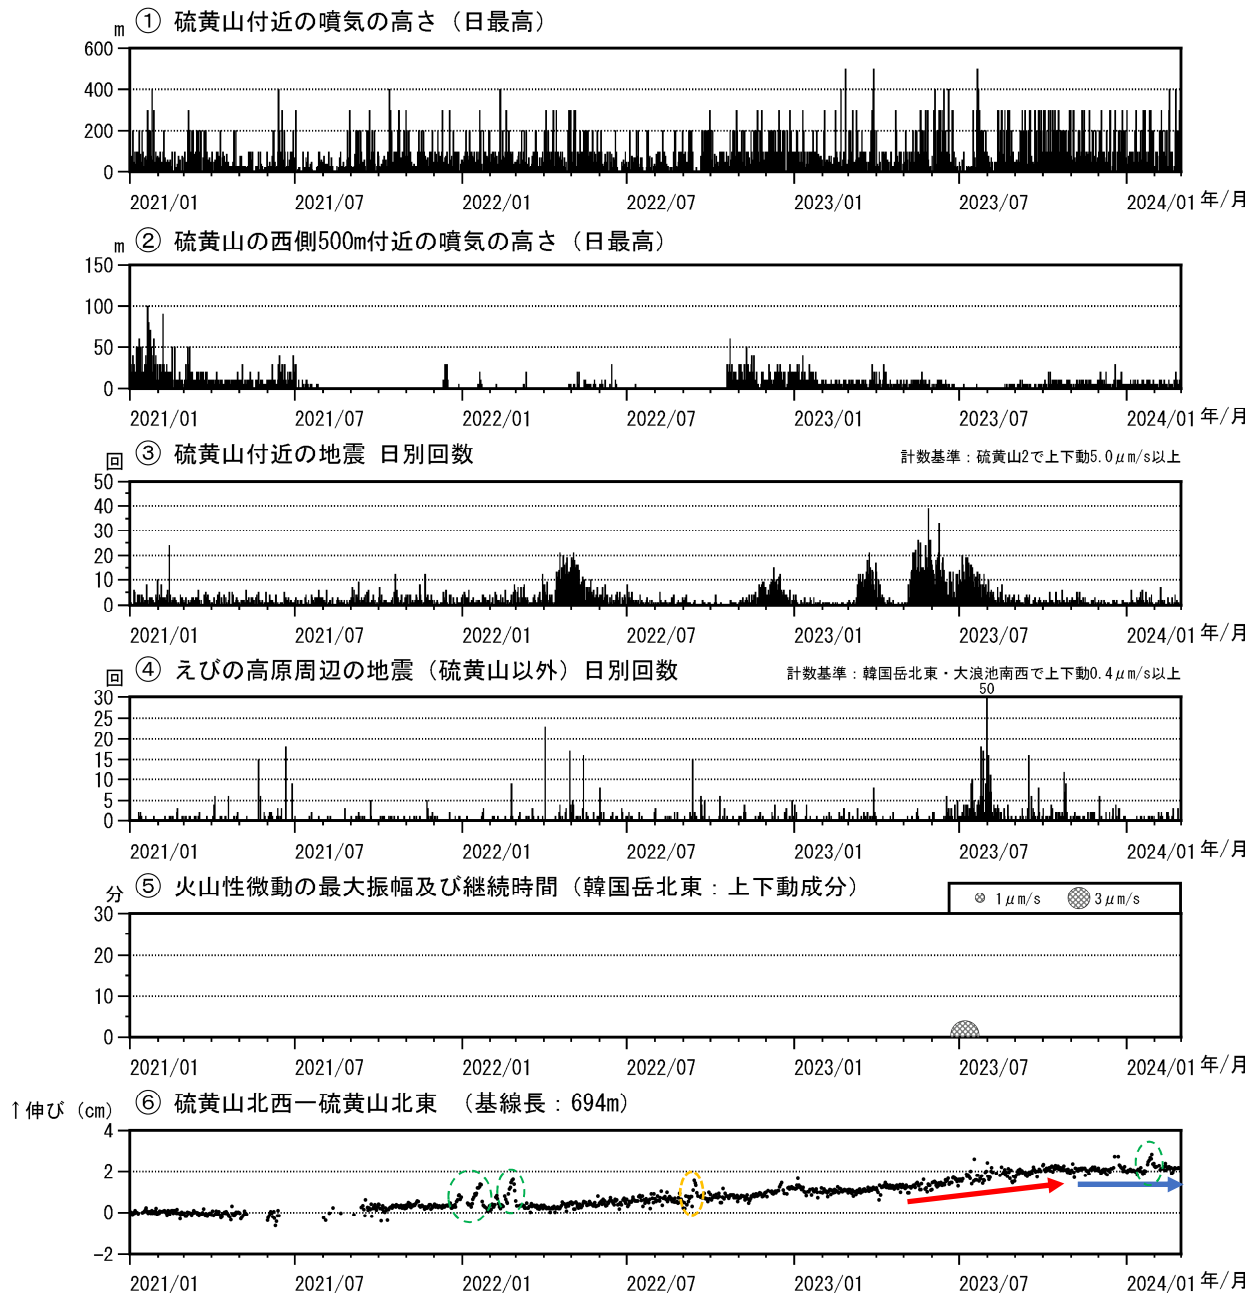 m ① 硫黄山付近の噴気の高さ（日最高）
600
400
200
0
2021/01 2021/07 2022/01 2022/07 2023/01 2023/07 2024/01 年/月
m ② 硫黄山の西側500m付近の噴気の高さ（日最高）
150
100
50
0
2021/01 2021/07 2022/01 2022/07 2023/01 2023/07 2024/01 年/月
回 ③ 硫黄山付近の地震 日別回数 計数基準：硫黄山2で上下動5.0μm/s以上
50
40
30
20
10
0
2021/01 2021/07 2022/01 2022/07 2023/01 2023/07 2024/01 年/月
回 ④ えびの高原周辺の地震（硫黄山以外）日別回数 計数基準：韓国岳北東・大浪池南西で上下動0.4μm/s以上
50
30
25
20
15
10
5
0
2021/01 2021/07 2022/01 2022/07 2023/01 2023/07 2024/01 年/月
分 ⑤ 火山性微動の最大振幅及び継続時間（韓国岳北東：上下動成分）
1μm/s 3μm/s
30
20
10
0
2021/01 2021/07 2022/01 2022/07 2023/01 2023/07 2024/01 年/月
↑伸び（cm） ⑥ 硫黄山北西－硫黄山北東 （基線長：694m）
4
2
0
-2
2021/01 2021/07 2022/01 2022/07 2023/01 2023/07 2024/01 年/月